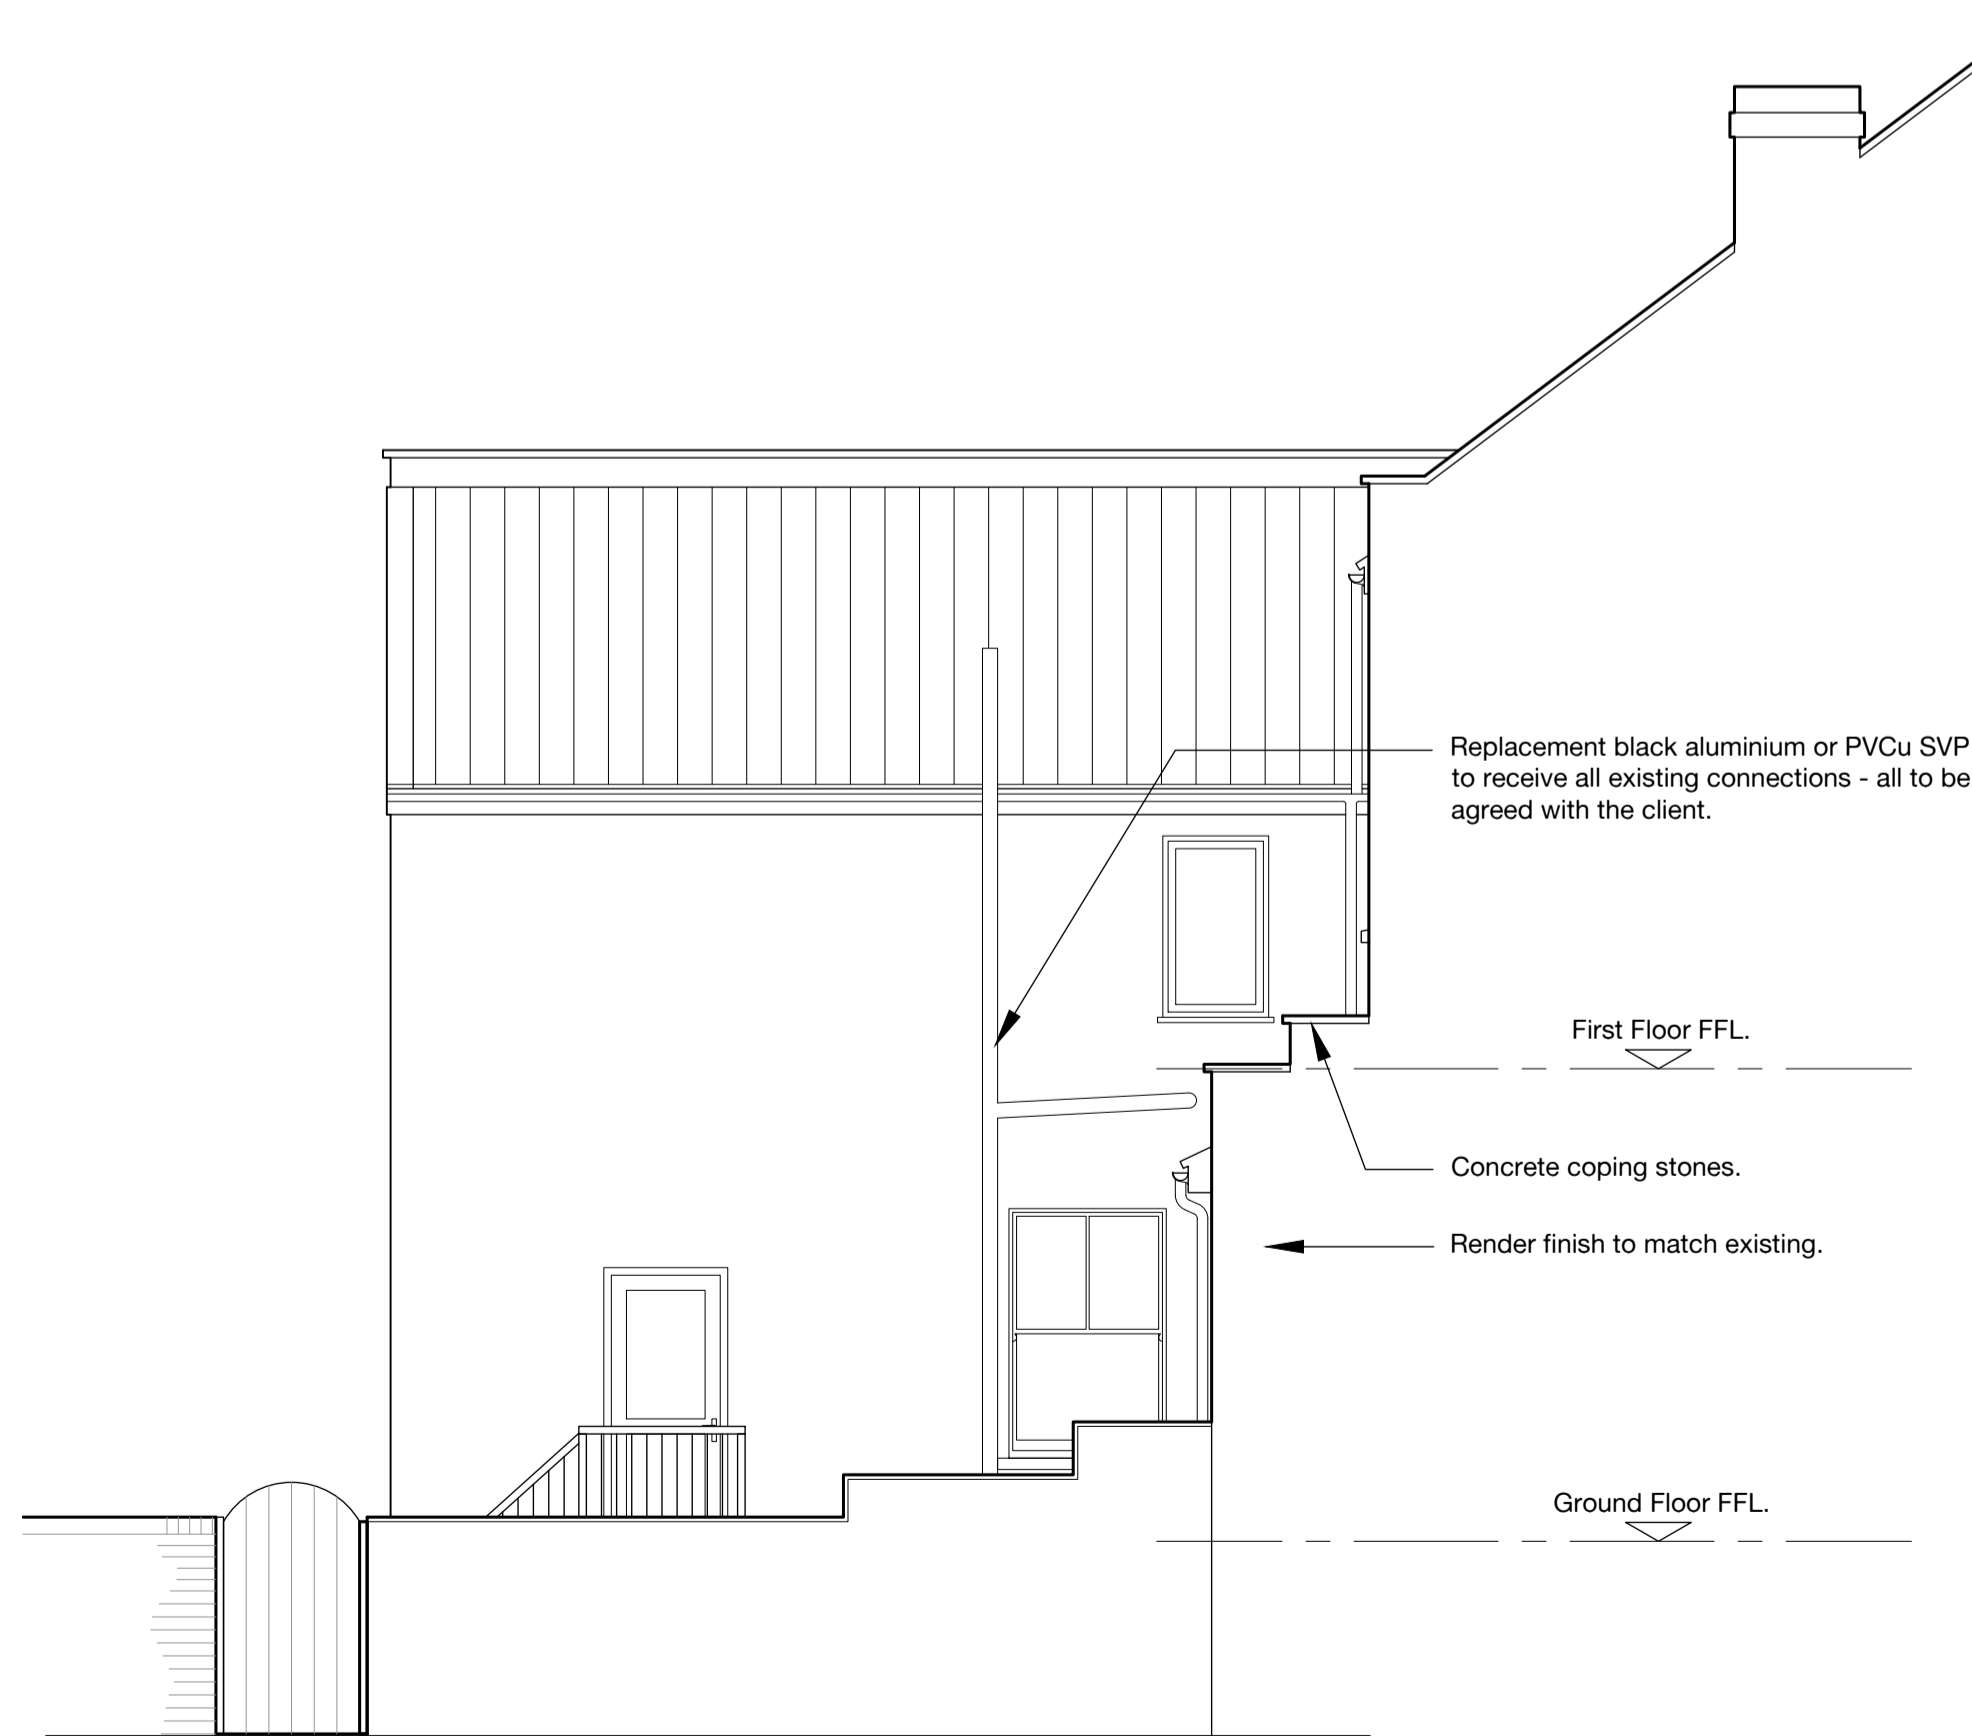 Replacement black aluminium or PVCu SVP
to receive all existing connections - all to be
agreed with the client.
First Floor FFL.
Concrete coping stones.
Render finish to match existing.
Ground Floor FFL.